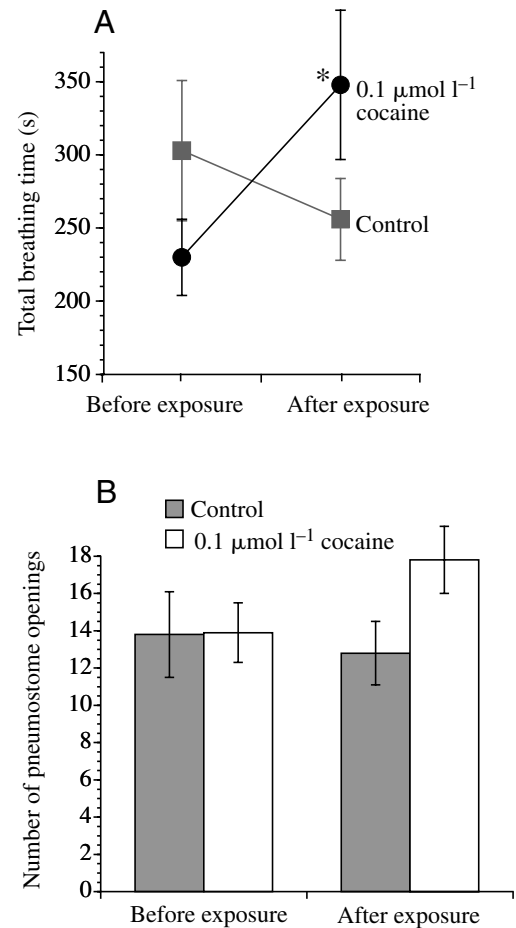 A
Total breathing time (s)
350
300
250
200
150
*
0.1 μmol l⁻¹
cocaine
Control
Before exposure
After exposure
B
Control
0.1 μmol l⁻¹ cocaine
Number of pneumostome openings
18
16
14
12
10
8
6
4
2
0
Before exposure
After exposure